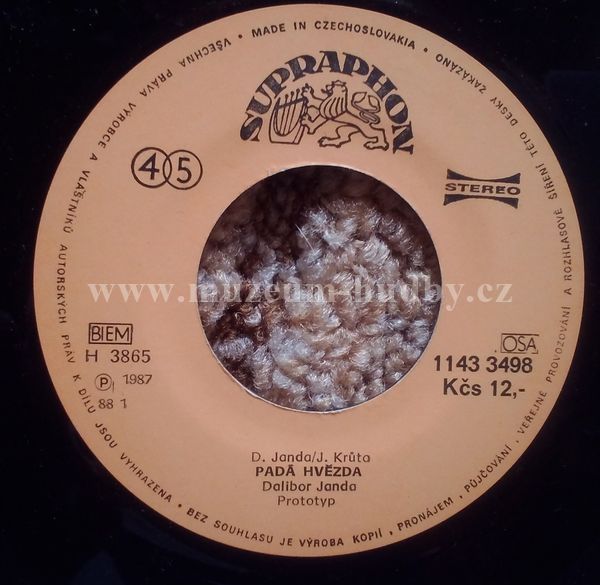 VŠECHNA PRÁVA VÝROBCE A VLASTNÍKŮ AUTORSKÝCH PRÁV K DÍLU JSOU VYHRAZENA • BEZ SOUHLASU JE VÝROBA KOPIÍ, PRONÁJEM, PŮJČOVÁNÍ, VEŘEJNÉ PROVOZOVÁNÍ A ROZHLASOVÉ ŠÍŘENÍ TÉTO DESKY ZAKÁZÁNO • MADE IN CZECHOSLOVAKIA •
SUPRAPHON
45
STEREO
www.muzeum-hudby.cz
BIEM
H 3865
Ⓟ 1987
88 1
OSA
1143 3498
Kčs 12,-
D. Janda/J. Krůta
PADÁ HVĚZDA
Dalibor Janda
Prototyp